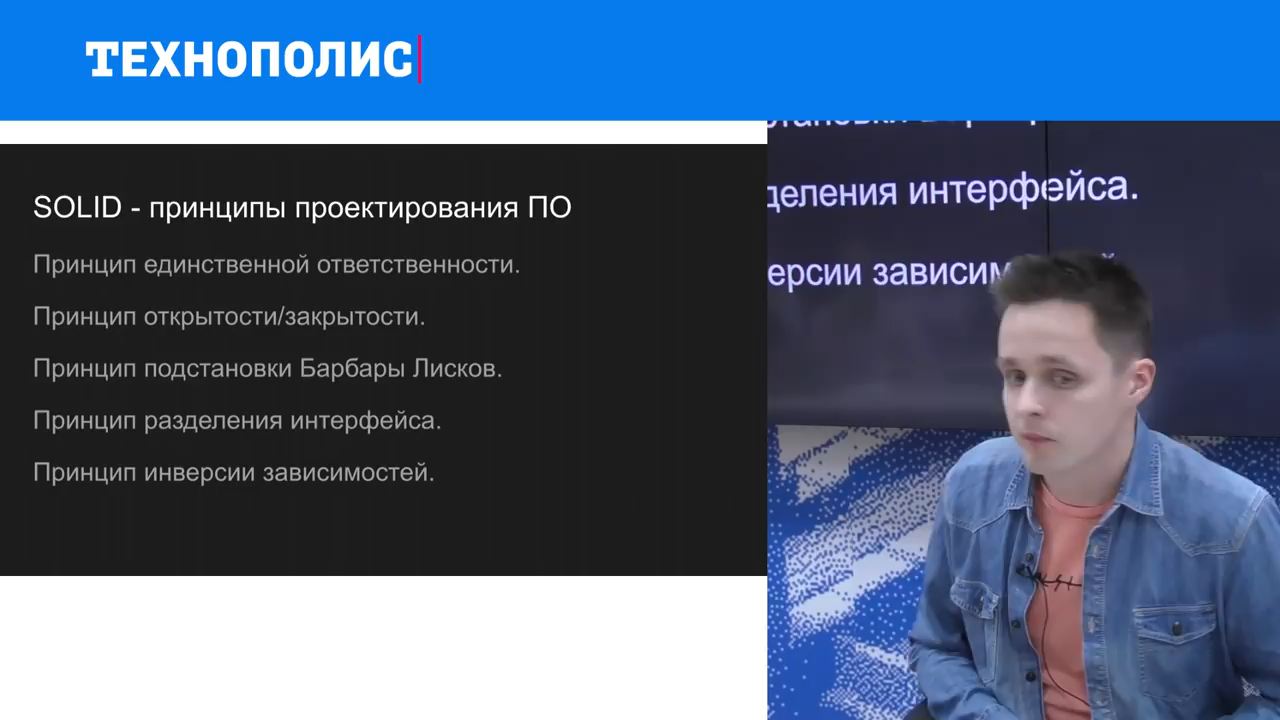 ТЕХНОПОЛИС
SOLID - принципы проектирования ПО
Принцип единственной ответственности.
Принцип открытости/закрытости.
Принцип подстановки Барбары Лисков.
Принцип разделения интерфейса.
Принцип инверсии зависимостей.
деления интерфейса.
ерсии зависим